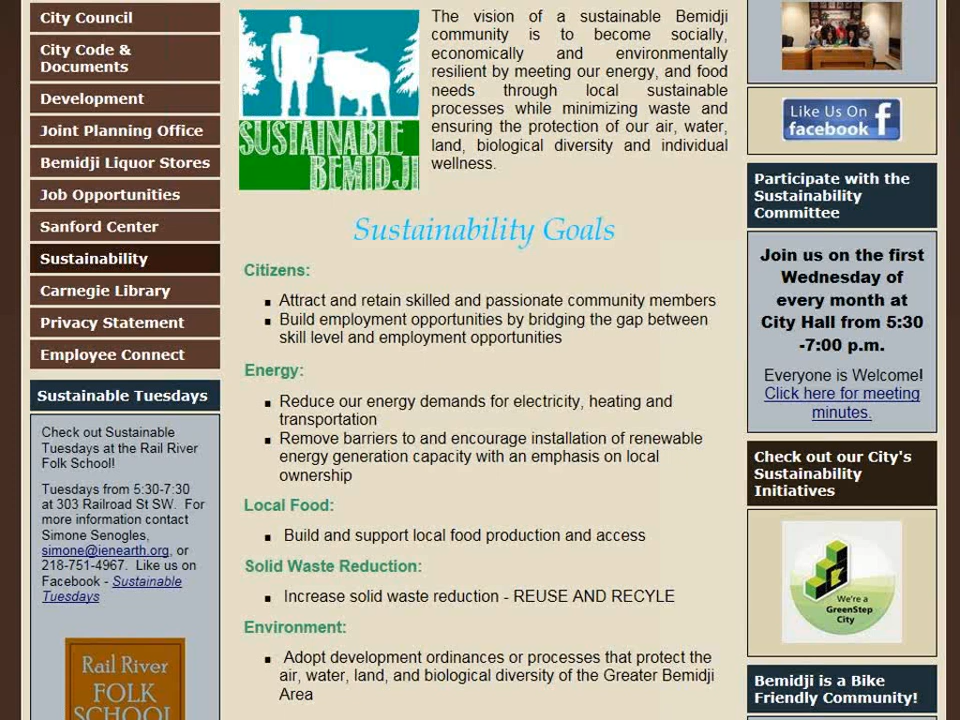 City Council
City Code &
Documents
Development
Joint Planning Office
Bemidji Liquor Stores
Job Opportunities
Sanford Center
Sustainability
Carnegie Library
Privacy Statement
Employee Connect
Sustainable Tuesdays
Check out Sustainable
Tuesdays at the Rail River
Folk School!
Tuesdays from 5:30-7:30
at 303 Railroad St SW. For
more information contact
Simone Senogles,
simone@ienearth.org, or
218-751-4967. Like us on
Facebook - Sustainable
Tuesdays
Rail River
FOLK
SCHOOL
SUSTAINABLE
BEMIDJI
The vision of a sustainable Bemidji
community is to become socially,
economically and environmentally
resilient by meeting our energy, and food
needs through local sustainable
processes while minimizing waste and
ensuring the protection of our air, water,
land, biological diversity and individual
wellness.
Sustainability Goals
Citizens:
Attract and retain skilled and passionate community members
Build employment opportunities by bridging the gap between
skill level and employment opportunities
Energy:
Reduce our energy demands for electricity, heating and
transportation
Remove barriers to and encourage installation of renewable
energy generation capacity with an emphasis on local
ownership
Local Food:
Build and support local food production and access
Solid Waste Reduction:
Increase solid waste reduction - REUSE AND RECYLE
Environment:
Adopt development ordinances or processes that protect the
air, water, land, and biological diversity of the Greater Bemidji
Area
Like Us On
facebook f
Participate with the
Sustainability
Committee
Join us on the first
Wednesday of
every month at
City Hall from 5:30
-7:00 p.m.
Everyone is Welcome!
Click here for meeting
minutes.
Check out our City's
Sustainability
Initiatives
We're a
GreenStep
City
Bemidji is a Bike
Friendly Community!